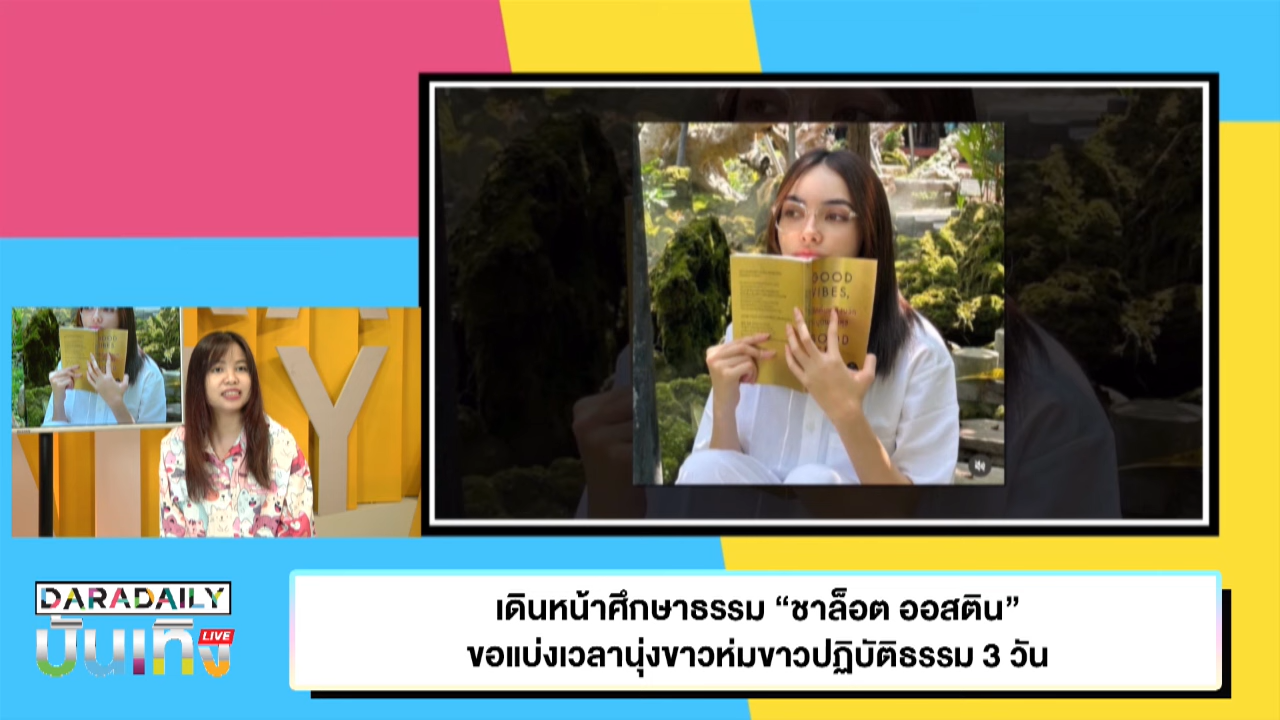 GOOD
VIBES,
GOOD
Y
DARADAILY
บันเทิง
LIVE
เดินหน้าศึกษาธรรม “ชาล็อต ออสติน”
ขอแบ่งเวลานุ่งขาวห่มขาวปฏิบัติธรรม 3 วัน